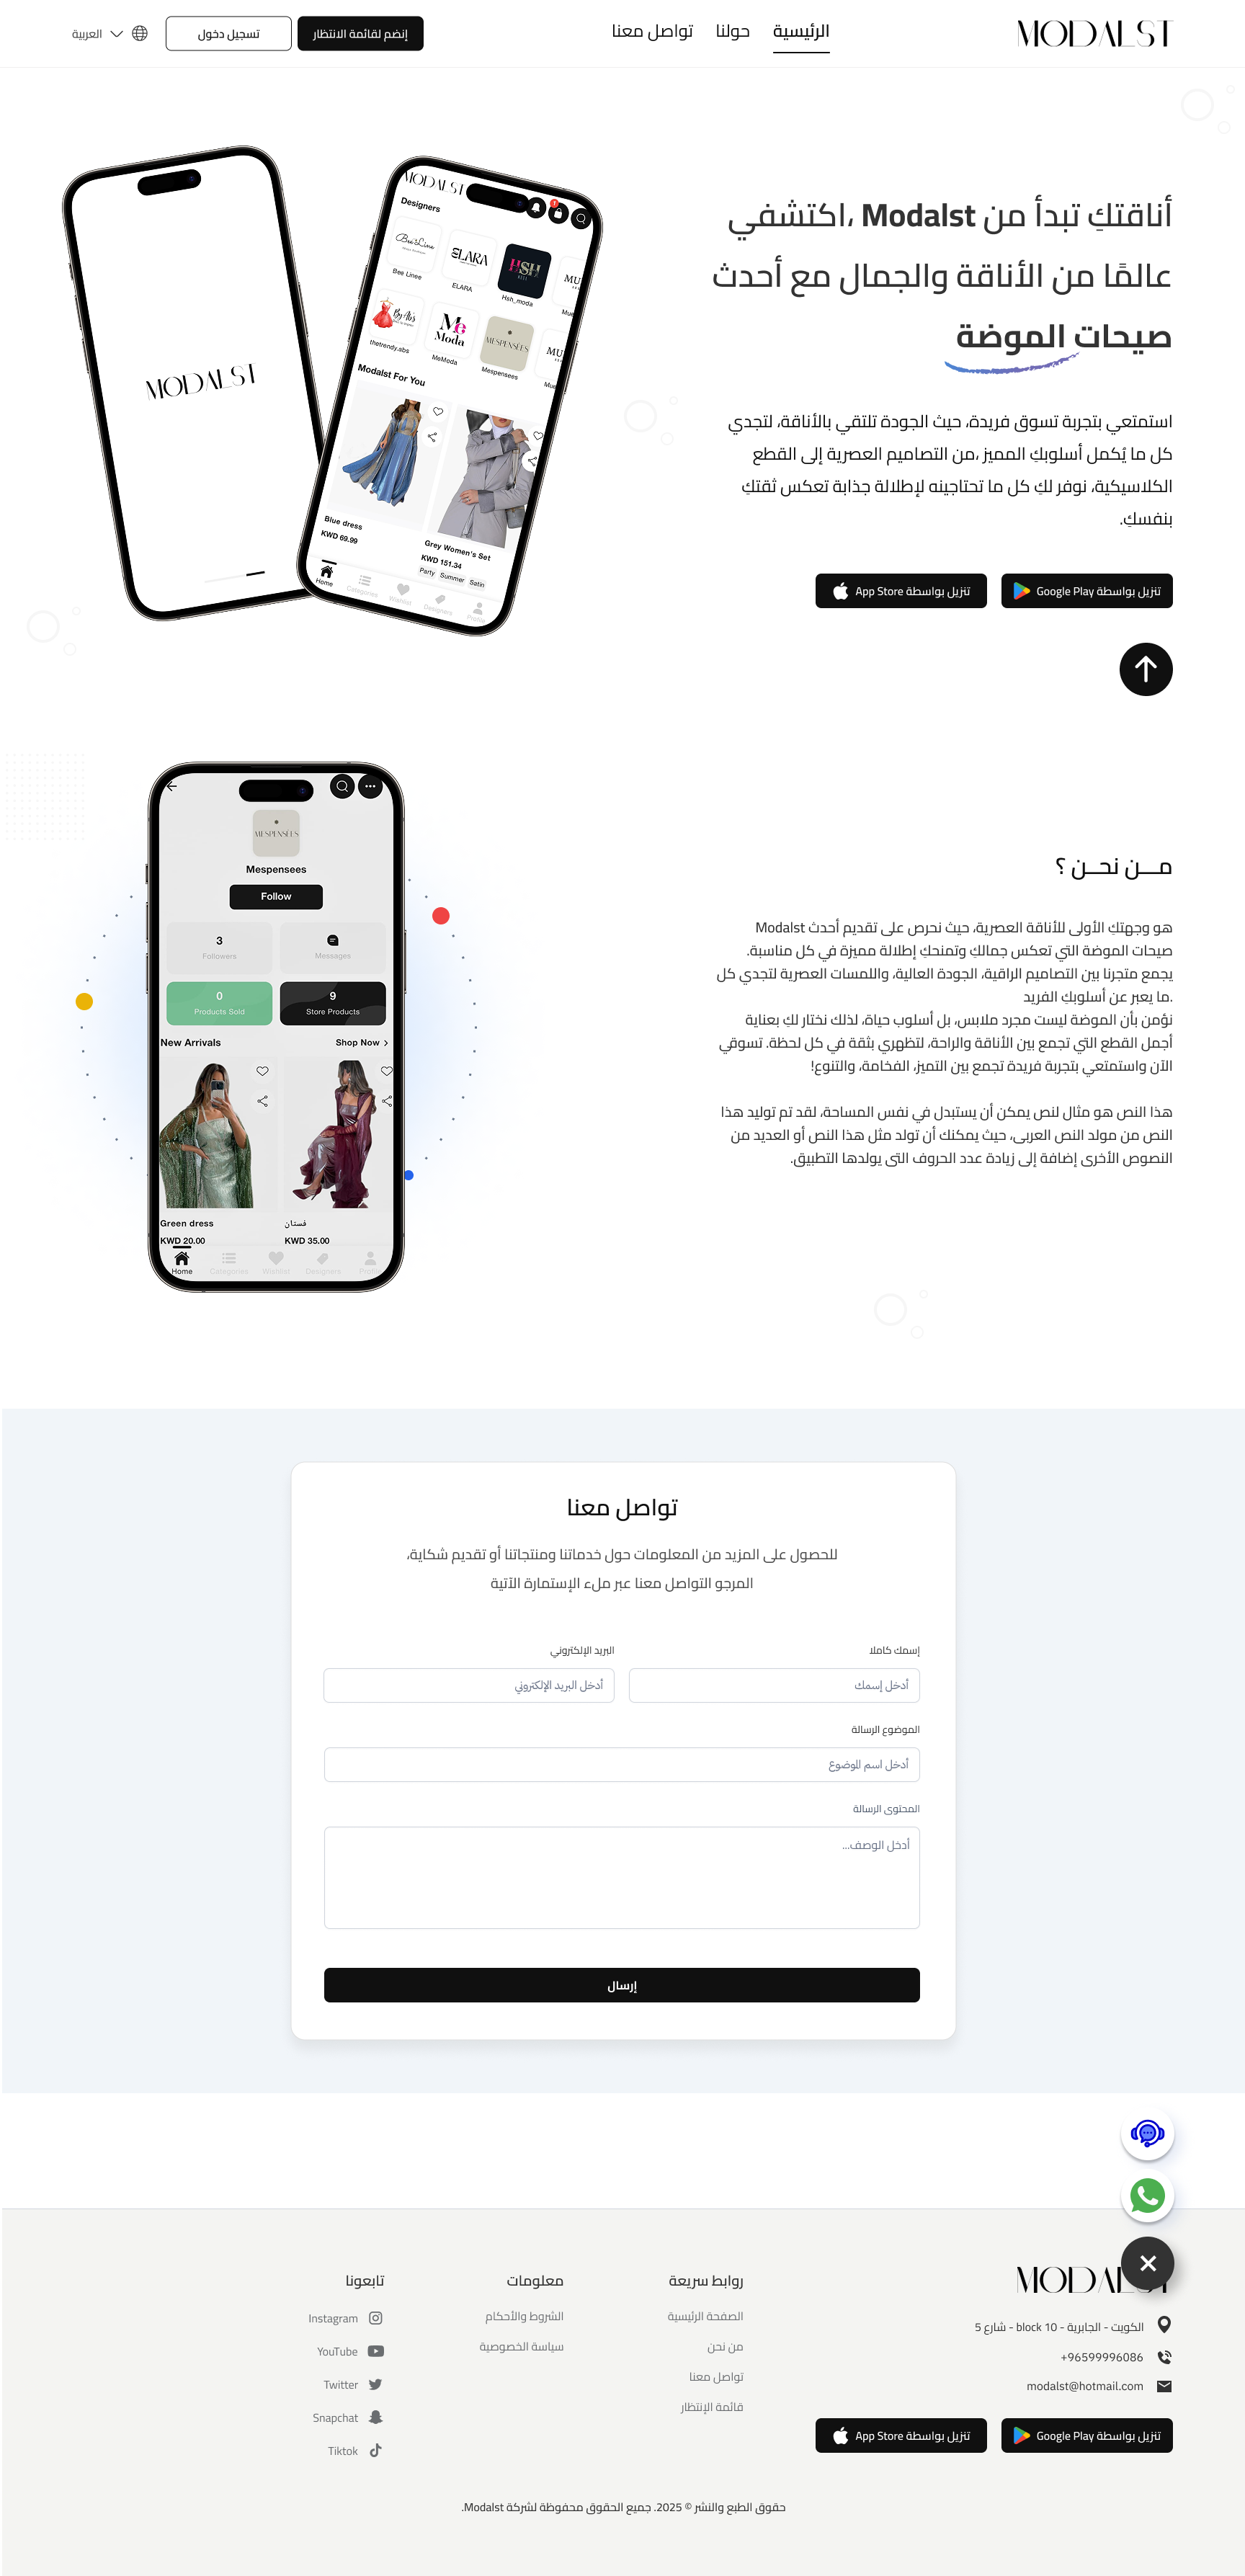 MODALST
الرئيسية
حولنا
تواصل معنا
إنضم لقائمة الانتظار
تسجيل دخول
العربية
أناقتكِ تبدأ من Modalst ،اكتشفي
عالمًا من الأناقة والجمال مع أحدث
صيحات الموضة
استمتعي بتجربة تسوق فريدة، حيث الجودة تلتقي بالأناقة، لتجدي
كل ما يُكمل أسلوبكِ المميز ،من التصاميم العصرية إلى القطع
الكلاسيكية، نوفر لكِ كل ما تحتاجينه لإطلالة جذابة تعكس ثقتكِ
بنفسكِ.
تنزيل بواسطة Google Play
تنزيل بواسطة App Store
MODALST
MODALST
Designers
Bee Linee
ELARA
ELARA
HSH
Hsh_moda
By Abs
thetrendy.abs
Me Moda
MeModa
MESPENSÉES
Mespensees
Modalst For You
Blue dress
KWD 69.99
Grey Women's Set
KWD 151.34
Party
Summer
Satin
Home
Categories
Wishlist
Designers
Profile
مـــن نحــن ؟
هو وجهتكِ الأولى للأناقة العصرية، حيث نحرص على تقديم أحدث Modalst
صيحات الموضة التي تعكس جمالكِ وتمنحكِ إطلالة مميزة في كل مناسبة.
يجمع متجرنا بين التصاميم الراقية، الجودة العالية، واللمسات العصرية لتجدي كل
.ما يعبر عن أسلوبكِ الفريد
نؤمن بأن الموضة ليست مجرد ملابس، بل أسلوب حياة، لذلك نختار لكِ بعناية
أجمل القطع التي تجمع بين الأناقة والراحة، لتظهري بثقة في كل لحظة. تسوقي
الآن واستمتعي بتجربة فريدة تجمع بين التميز، الفخامة، والتنوع!
هذا النص هو مثال لنص يمكن أن يستبدل في نفس المساحة، لقد تم توليد هذا
النص من مولد النص العربى، حيث يمكنك أن تولد مثل هذا النص أو العديد من
النصوص الأخرى إضافة إلى زيادة عدد الحروف التى يولدها التطبيق.
MESPENSÉES
Mespensees
Follow
3
Followers
Messages
0
Products Sold
9
Store Products
New Arrivals
Shop Now
Green dress
KWD 20.00
فستان
KWD 35.00
Home
Categories
Wishlist
Designers
Profile
تواصل معنا
للحصول على المزيد من المعلومات حول خدماتنا ومنتجاتنا أو تقديم شكاية،
المرجو التواصل معنا عبر ملء الإستمارة الآتية
إسمك كاملا
أدخل إسمك
البريد الإلكتروني
أدخل البريد الإلكتروني
الموضوع الرسالة
أدخل اسم الموضوع
المحتوى الرسالة
أدخل الوصف...
إرسال
MODALST
الكويت - الجابرية - block 10 - شارع 5
+96599996086
modalst@hotmail.com
تنزيل بواسطة Google Play
تنزيل بواسطة App Store
روابط سريعة
الصفحة الرئيسية
من نحن
تواصل معنا
قائمة الإنتظار
معلومات
الشروط والأحكام
سياسة الخصوصية
تابعونا
Instagram
YouTube
Twitter
Snapchat
Tiktok
حقوق الطبع والنشر © 2025. جميع الحقوق محفوظة لشركة Modalst.